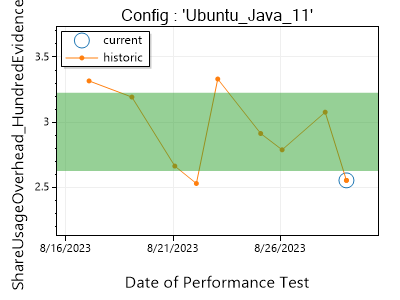 Config : 'Ubuntu_Java_11'
current
historic
ShareUsageOverhead_HundredEvidence
3.5
3
2.5
8/16/2023
8/21/2023
8/26/2023
Date of Performance Test